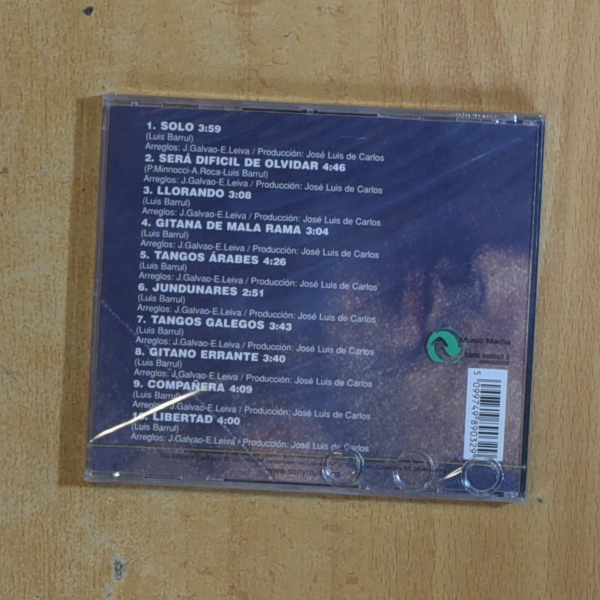 1. SOLO 3:59
(Luis Barrul)
Arreglos: J.Galvao-E.Leiva / Producción: José Luis de Carlos
2. SERÁ DIFICIL DE OLVIDAR 4:46
(P.Minnocci-A.Roca-Luis Barrul)
Arreglos: J.Galvao-E.Leiva / Producción: José Luis de Carlos
3. LLORANDO 3:08
(Luis Barrul)
Arreglos: J.Galvao-E.Leiva / Producción: José Luis de Carlos
4. GITANA DE MALA RAMA 3:04
(Luis Barrul)
Arreglos: J.Galvao-E.Leiva / Producción: José Luis de Carlos
5. TANGOS ÁRABES 4:26
(Luis Barrul)
Arreglos: J.Galvao-E.Leiva / Producción: José Luis de Carlos
6. JUNDUNARES 2:51
(Luis Barrul)
Arreglos: J.Galvao-E.Leiva / Producción: José Luis de Carlos
7. TANGOS GALEGOS 3:43
(Luis Barrul)
Arreglos: J.Galvao-E.Leiva / Producción: José Luis de Carlos
8. GITANO ERRANTE 3:40
(Luis Barrul)
Arreglos: J.Galvao-E.Leiva / Producción: José Luis de Carlos
9. COMPAÑERA 4:09
(Luis Barrul)
Arreglos: J.Galvao-E.Leiva / Producción: José Luis de Carlos
10. LIBERTAD 4:00
(Luis Barrul)
Arreglos: J.Galvao-E.Leiva / Producción: José Luis de Carlos
Music Media
5 099749 890329